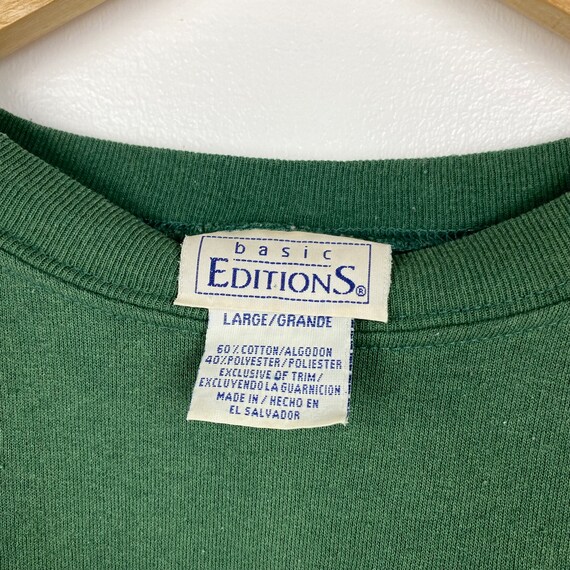 basic
EDITIONS®
LARGE/GRANDE
60% COTTON/ALGODON
40% POLYESTER/POLIESTER
EXCLUSIVE OF TRIM/
EXCLUYENDO LA GUARNICION
MADE IN / HECHO EN
EL SALVADOR